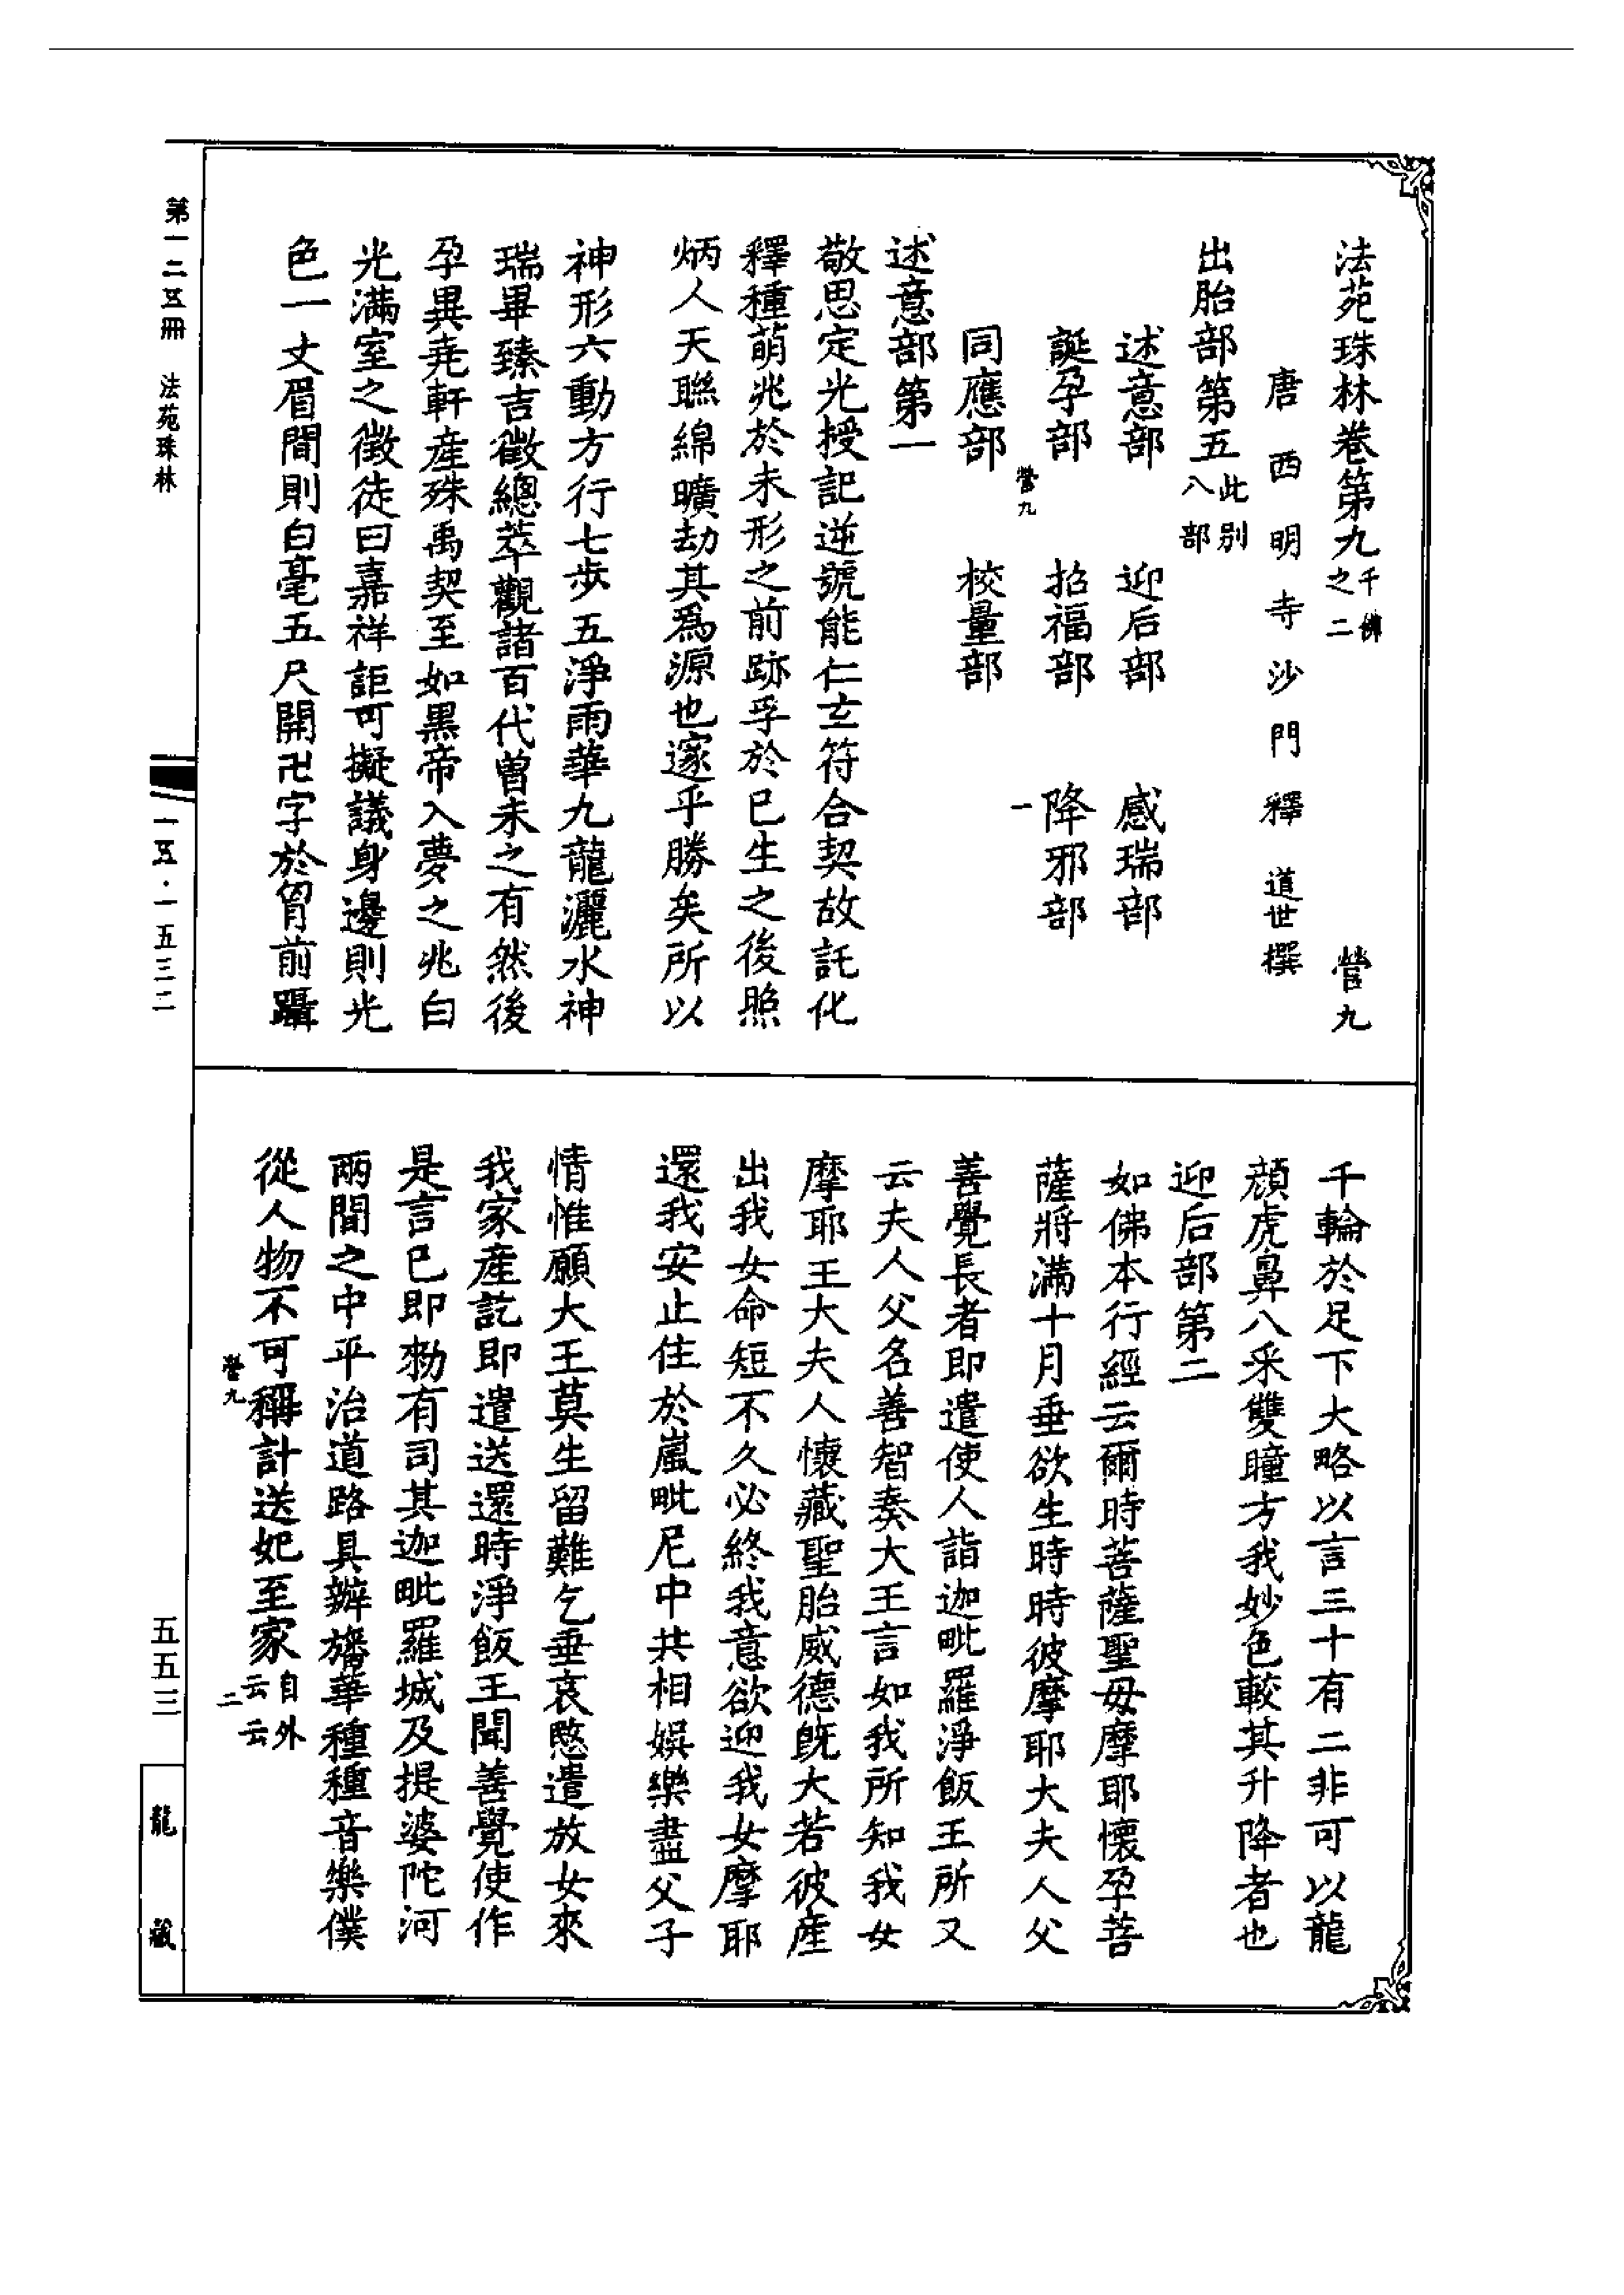 法苑珠林卷第九千佛之二　營九
唐西明寺沙門釋道世撰
出胎部第五此別八部
述意部　迎后部　感瑞部
誕孕部　招福部　降邪部
營九　一
同應部　校量部
述意部第一
敬思定光授記逆號能仁玄符合契故託化
釋種萌兆於未形之前跡孚於已生之後照
炳人天聯綿曠劫其為源也邃乎勝矣所以
神形六動方行七步五淨雨華九龍灑水神
瑞畢臻吉徵總萃觀諸百代曾未之有然後
孕異堯軒產殊禹契至如黑帝入夢之兆白
光滿室之徵徒曰嘉祥詎可擬議身邊則光
色一丈眉間則白毫五尺開卍字於胷前躡
千輪於足下大略以言三十有二非可以龍
顏虎鼻八采雙瞳方我妙色較其升降者也
迎后部第二
如佛本行經云爾時菩薩聖母摩耶懷孕菩
薩將滿十月垂欲生時時彼摩耶大夫人父
善覺長者即遣使人詣迦毗羅淨飯王所又
云夫人父名善智奏大王言如我所知我女
摩耶王大夫人懷藏聖胎威德既大若彼產
出我女命短不久必終我意欲迎我女摩耶
還我安止住於嵐毗尼中共相娛樂盡父子
情惟願大王莫生留難乞垂哀愍遣放女來
我家產訖即遣送還時淨飯王聞善覺使作
是言已即勑有司其迦毗羅城及提婆陀河
兩間之中平治道路具辦旛華種種音樂僕
從人物不可稱計送妃至家自外云云
營九　二
第一二五冊　法苑珠林
一五·一五三二
五五三
龍藏